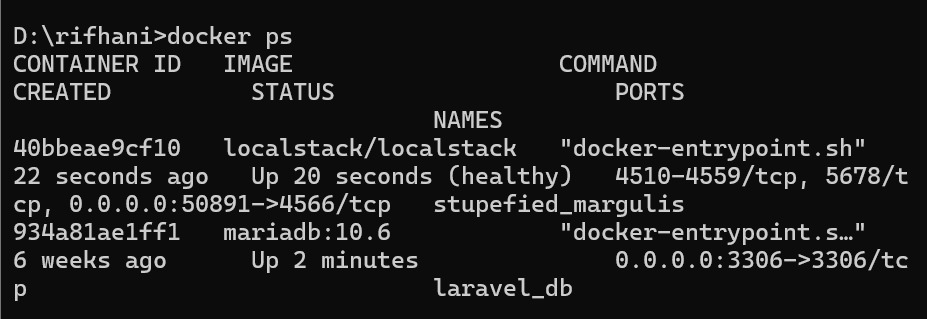 D:\rifhani>docker ps
CONTAINER ID   IMAGE                   COMMAND
CREATED          STATUS                    PORTS
                              NAMES
40bbeae9cf10   localstack/localstack   "docker-entrypoint.sh"
22 seconds ago   Up 20 seconds (healthy)   4510-4559/tcp, 5678/t
cp, 0.0.0.0:50891->4566/tcp   stupefied_margulis
934a81ae1ff1   mariadb:10.6            "docker-entrypoint.s…"
6 weeks ago      Up 2 minutes              0.0.0.0:3306->3306/tc
p                             laravel_db